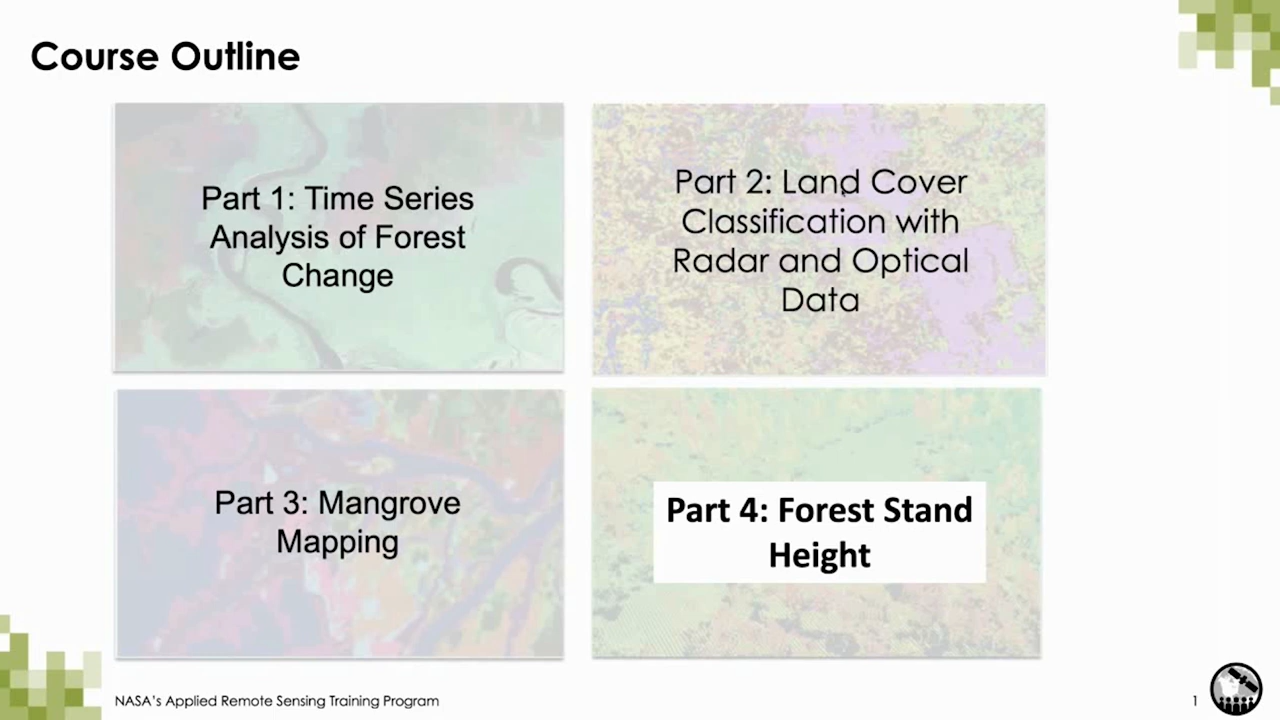 Course Outline
Part 1: Time Series
Analysis of Forest
Change
Part 2: Land Cover
Classification with
Radar and Optical
Data
Part 3: Mangrove
Mapping
Part 4: Forest Stand
Height
NASA's Applied Remote Sensing Training Program
1